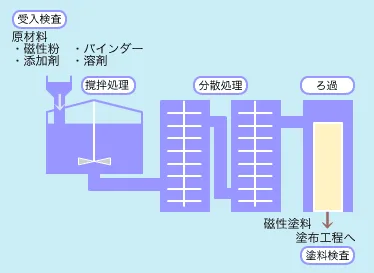 受入検査
原材料
・磁性粉 ・バインダー
・添加剤 ・溶剤
撹拌処理
分散処理
ろ過
磁性塗料
塗布工程へ
塗料検査